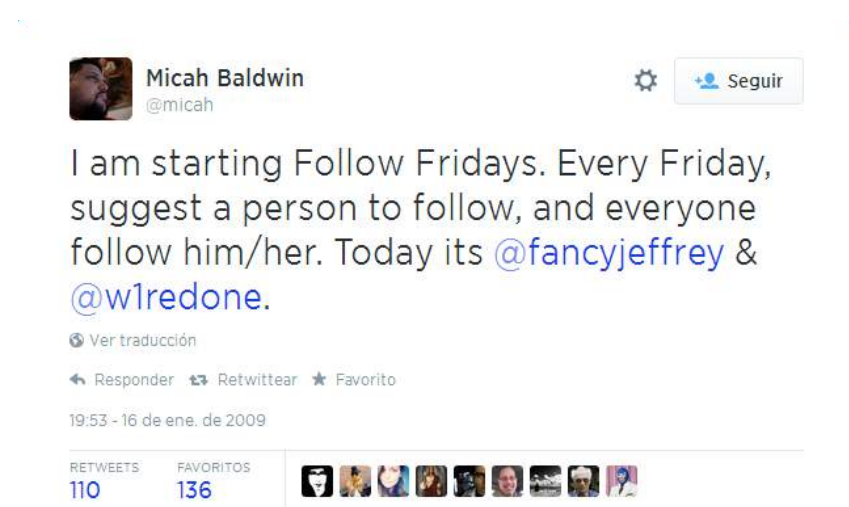 Micah Baldwin
@micah
Seguir
I am starting Follow Fridays. Every Friday,
suggest a person to follow, and everyone
follow him/her. Today its @fancyjeffrey &
@w1redone.
Ver traducción
Responder Retwittear Favorito
19:53 - 16 de ene. de 2009
RETWEETS FAVORITOS
110 136